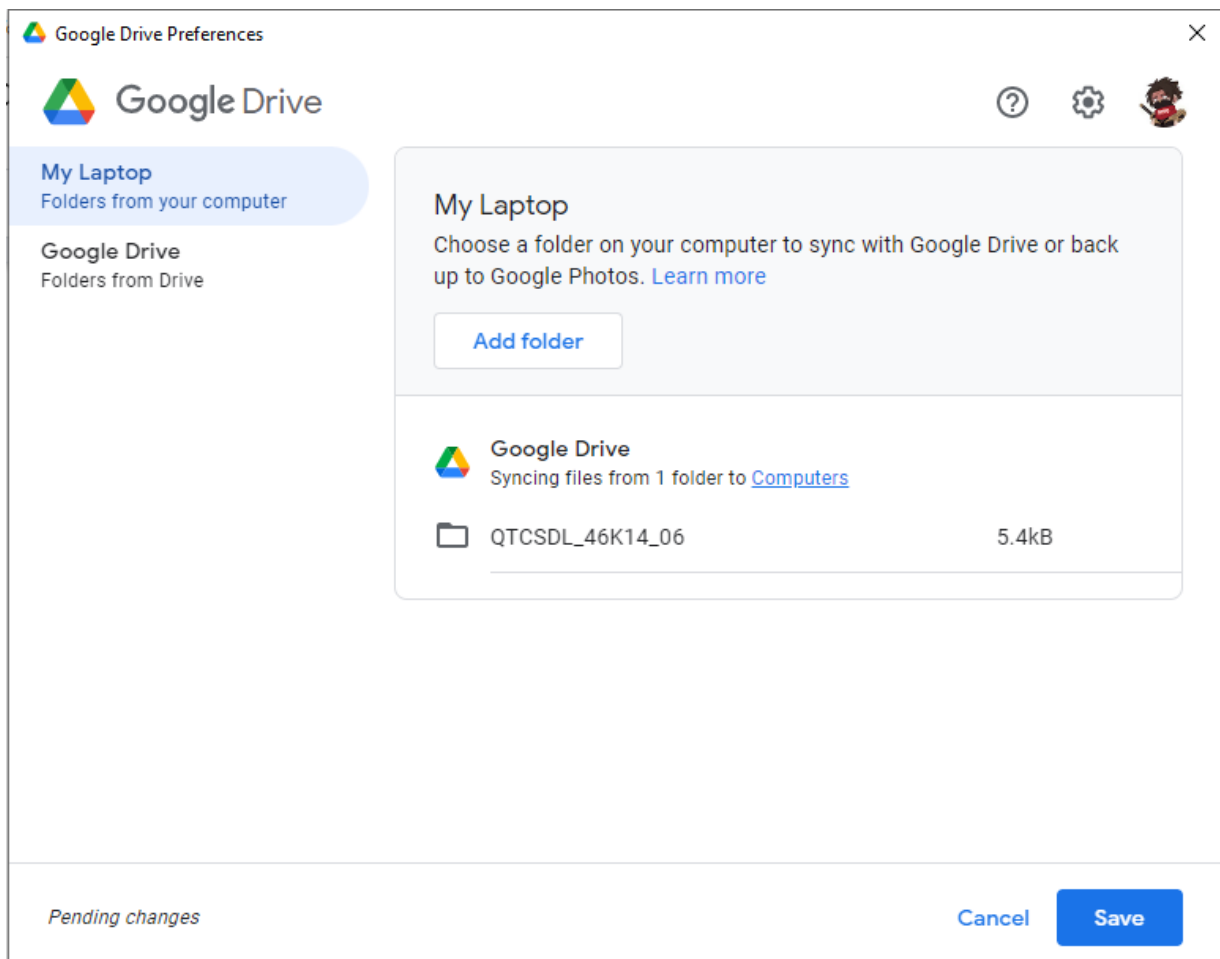 Google Drive Preferences
Google Drive
My Laptop
Folders from your computer
Google Drive
Folders from Drive
My Laptop
Choose a folder on your computer to sync with Google Drive or back
up to Google Photos. Learn more
Add folder
Google Drive
Syncing files from 1 folder to Computers
QTCSDL_46K14_06 5.4kB
Pending changes
Cancel Save